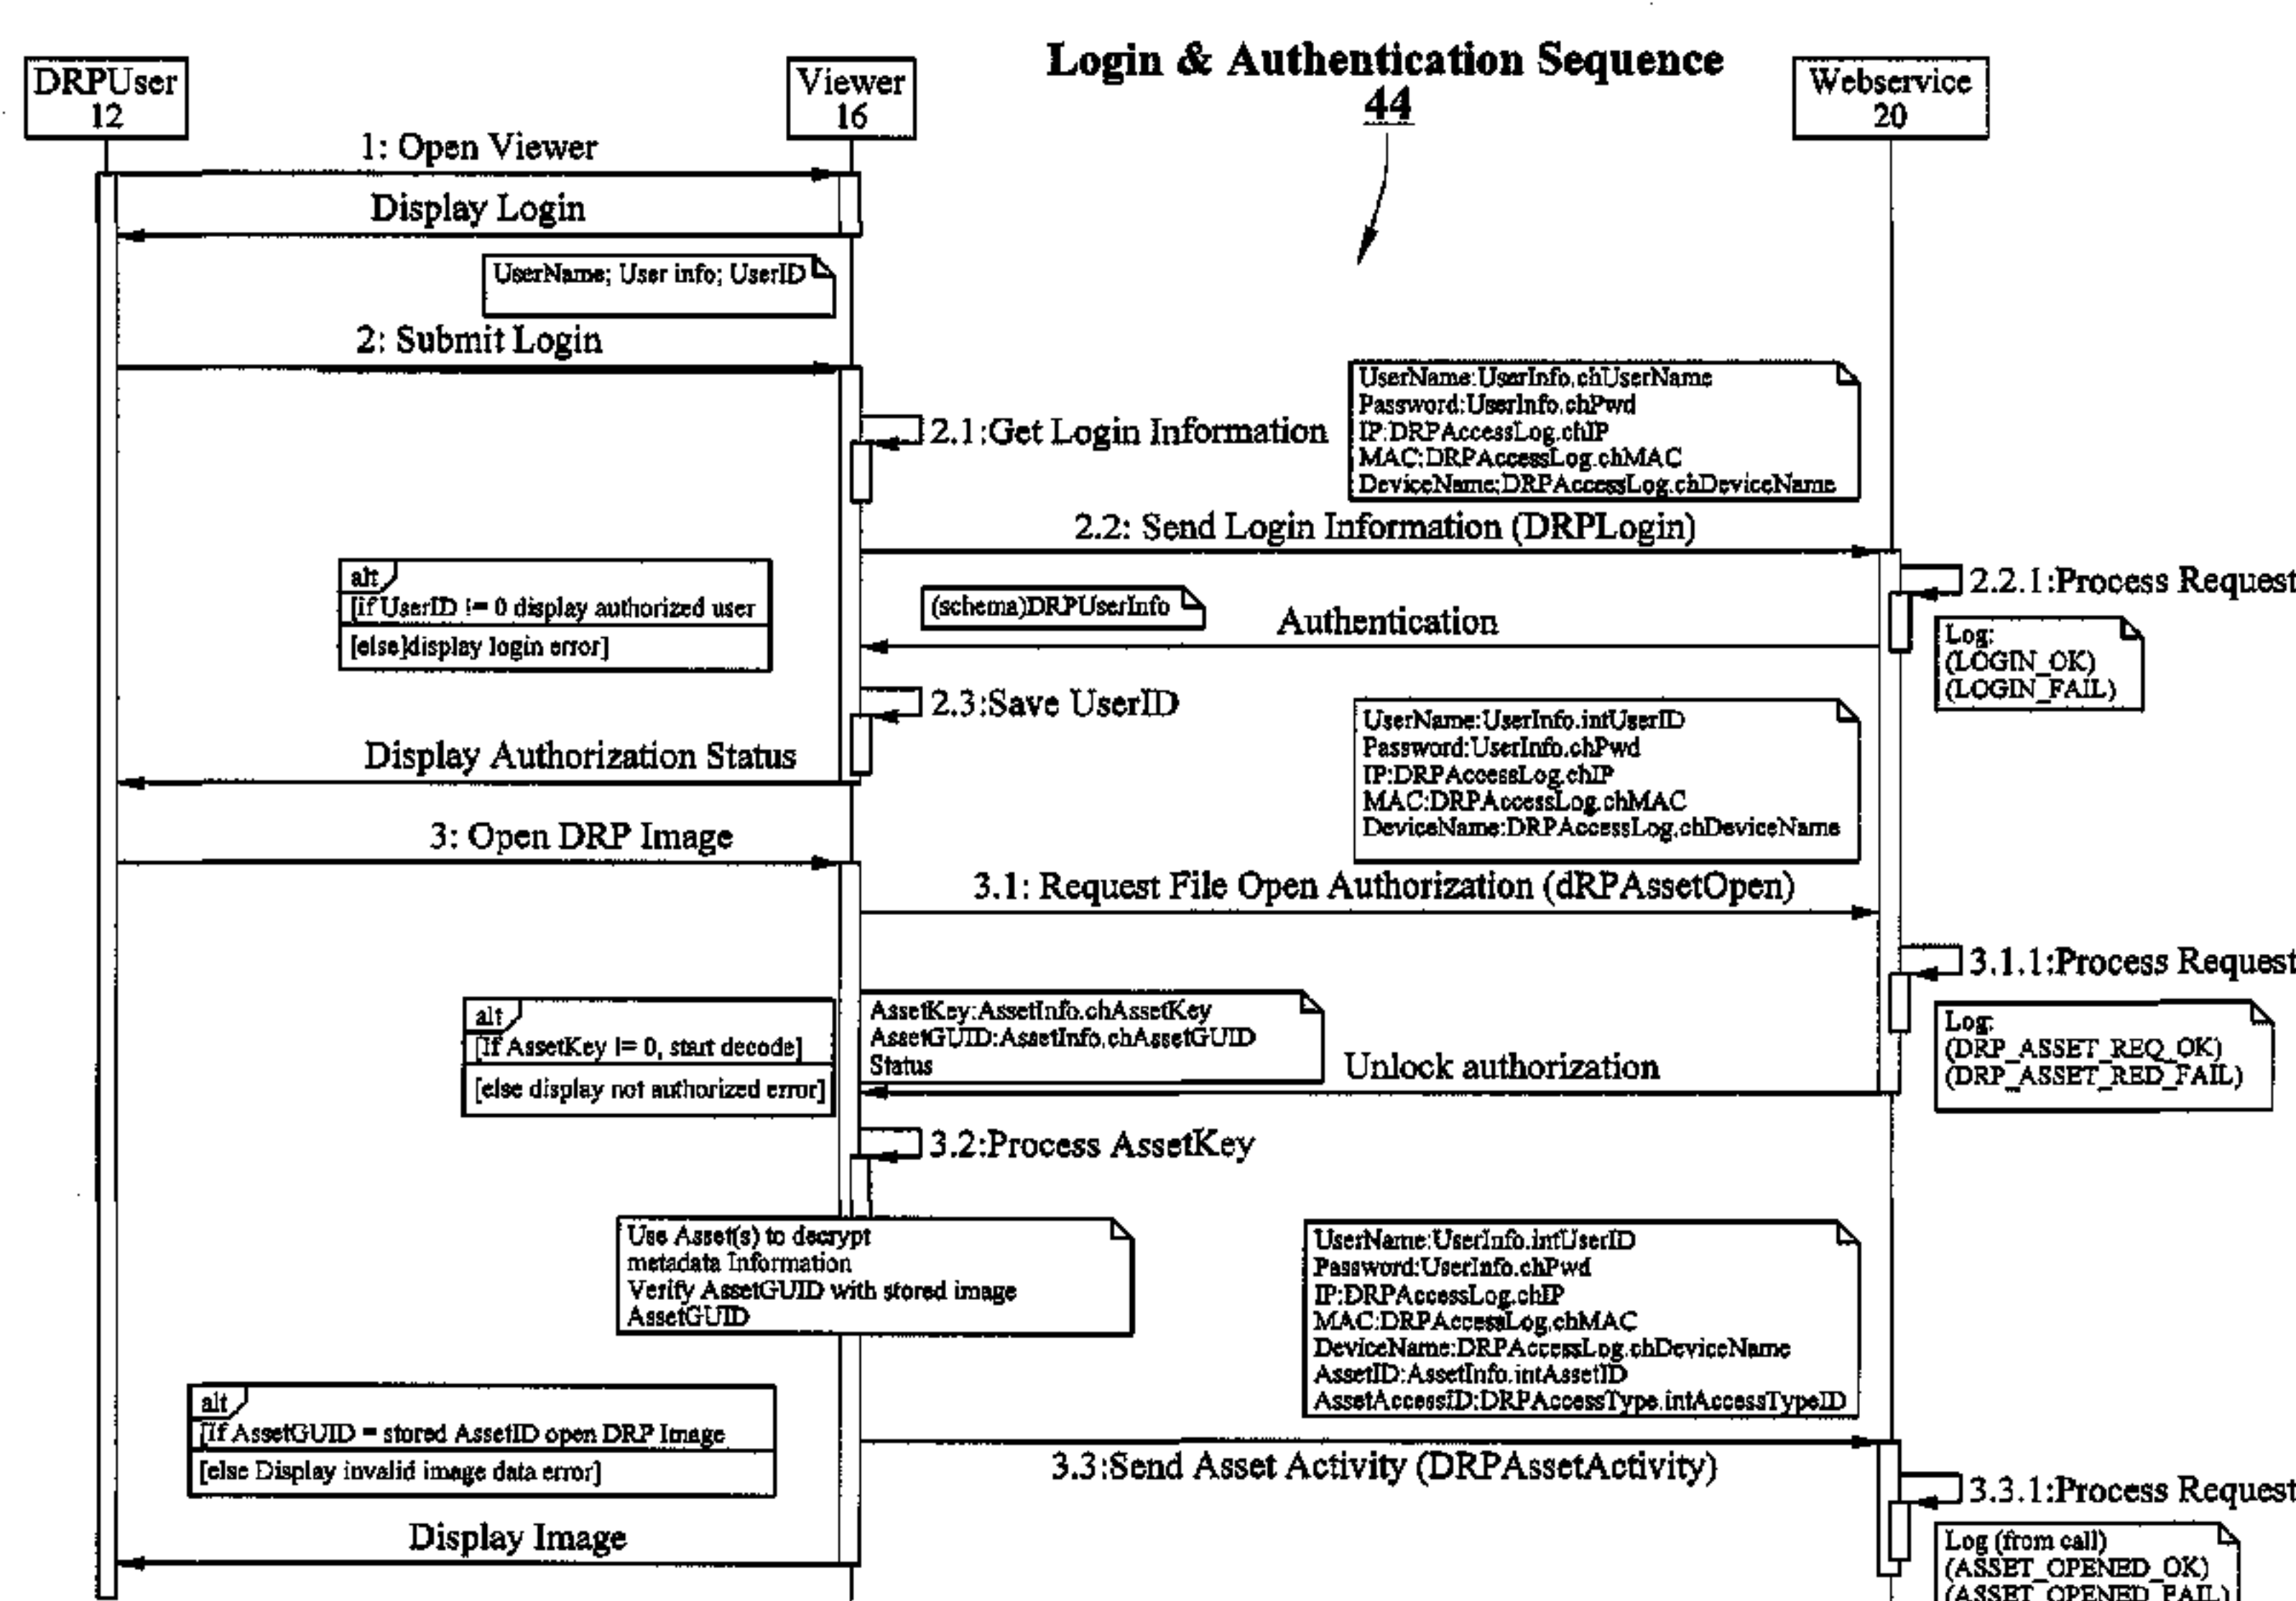 Login & Authentication Sequence
44
DRPUser
12
Viewer
16
Webservice
20
1: Open Viewer
Display Login
UserName; User info; UserID
2: Submit Login
2.1:Get Login Information
UserName:UserInfo.chUserName
Password:UserInfo.chPwd
IP:DRPAccessLog.chIP
MAC:DRPAccessLog.chMAC
DeviceName:DRPAccessLog.chDeviceName
2.2: Send Login Information (DRPLogin)
alt
[if UserID != 0 display authorized user
[else]display login error]
(schema)DRPUserInfo
Authentication
2.2.1:Process Request
Log:
(LOGIN_OK)
(LOGIN_FAIL)
2.3:Save UserID
Display Authorization Status
UserName:UserInfo.intUserID
Password:UserInfo.chPwd
IP:DRPAccessLog.chIP
MAC:DRPAccessLog.chMAC
DeviceName:DRPAccessLog.chDeviceName
3: Open DRP Image
3.1: Request File Open Authorization (dRPAssetOpen)
3.1.1:Process Request
Log:
(DRP_ASSET_REQ_OK)
(DRP_ASSET_RED_FAIL)
alt
[If AssetKey != 0, start decode]
[else display not authorized error]
AssetKey:AssetInfo.chAssetKey
AssetGUID:AssetInfo.chAssetGUID
Status
Unlock authorization
3.2:Process AssetKey
Use Asset(s) to decrypt
metadata Information
Verify AssetGUID with stored image
AssetGUID
UserName:UserInfo.intUserID
Password:UserInfo.chPwd
IP:DRPAccessLog.chIP
MAC:DRPAccessLog.chMAC
DeviceName:DRPAccessLog.chDeviceName
AssetID:AssetInfo.intAssetID
AssetAccessID:DRPAccessType.intAccessTypeID
alt
[If AssetGUID = stored AssetID open DRP Image
[else Display invalid image data error]
3.3:Send Asset Activity (DRPAssetActivity)
3.3.1:Process Request
Log (from call)
(ASSET_OPENED_OK)
(ASSET_OPENED_FAIL)
Display Image